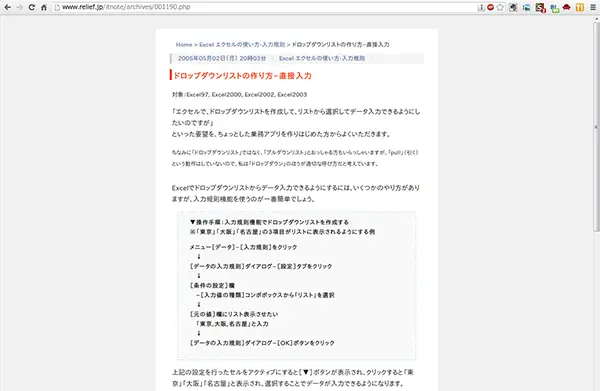 www.relief.jp/itnote/archives/001190.php
Home > Excel エクセルの使い方-入力規則 > ドロップダウンリストの作り方−直接入力
2005年05月02日(月) 20時03分 | Excel エクセルの使い方-入力規則
ドロップダウンリストの作り方−直接入力
対象:Excel97, Excel2000, Excel2002, Excel2003
「エクセルで、ドロップダウンリストを作成して、リストから選択してデータ入力できるようにし
たいのですが」
といった要望を、ちょっとした業務アプリを作りはじめた方からよくいただきます。
ちなみに「ドロップダウンリスト」ではなく、「プルダウンリスト」とおっしゃる方もいらっしゃいますが、「pull」(引く)
という動作はしていないので、私は「ドロップダウン」のほうが適切な呼び方だと考えています。
Excelでドロップダウンリストからデータ入力できるようにするには、いくつかのやり方があり
ますが、入力規則機能を使うのが一番簡単でしょう。
▼操作手順:入力規則機能でドロップダウンリストを作成する
※「東京」「大阪」「名古屋」の3項目がリストに表示されるようにする例
メニュー[データ]−[入力規則]をクリック
↓
[データの入力規則]ダイアログ−[設定]タブをクリック
↓
[条件の設定]欄
−[入力値の種類]コンボボックスから「リスト」を選択
↓
[元の値]欄にリスト表示させたい
「東京,大阪,名古屋」と入力
↓
[データの入力規則]ダイアログ−[OK]ボタンをクリック
上記の設定を行ったセルをアクティブにすると[▼]ボタンが表示され、クリックすると「東
京」「大阪」「名古屋」と表示され、選択することでデータが入力できるようになります。